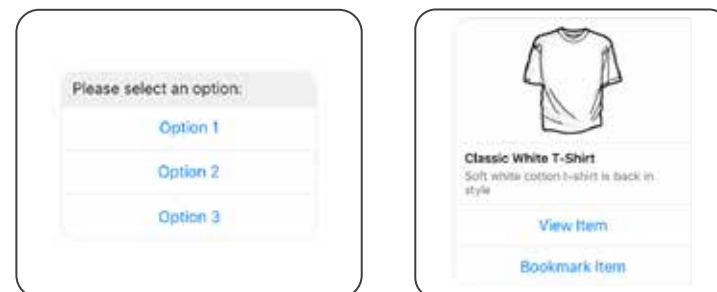 Please select an option:
Option 1
Option 2
Option 3
Classic White T-Shirt
Soft white cotton t-shirt is back in
style
View Item
Bookmark Item